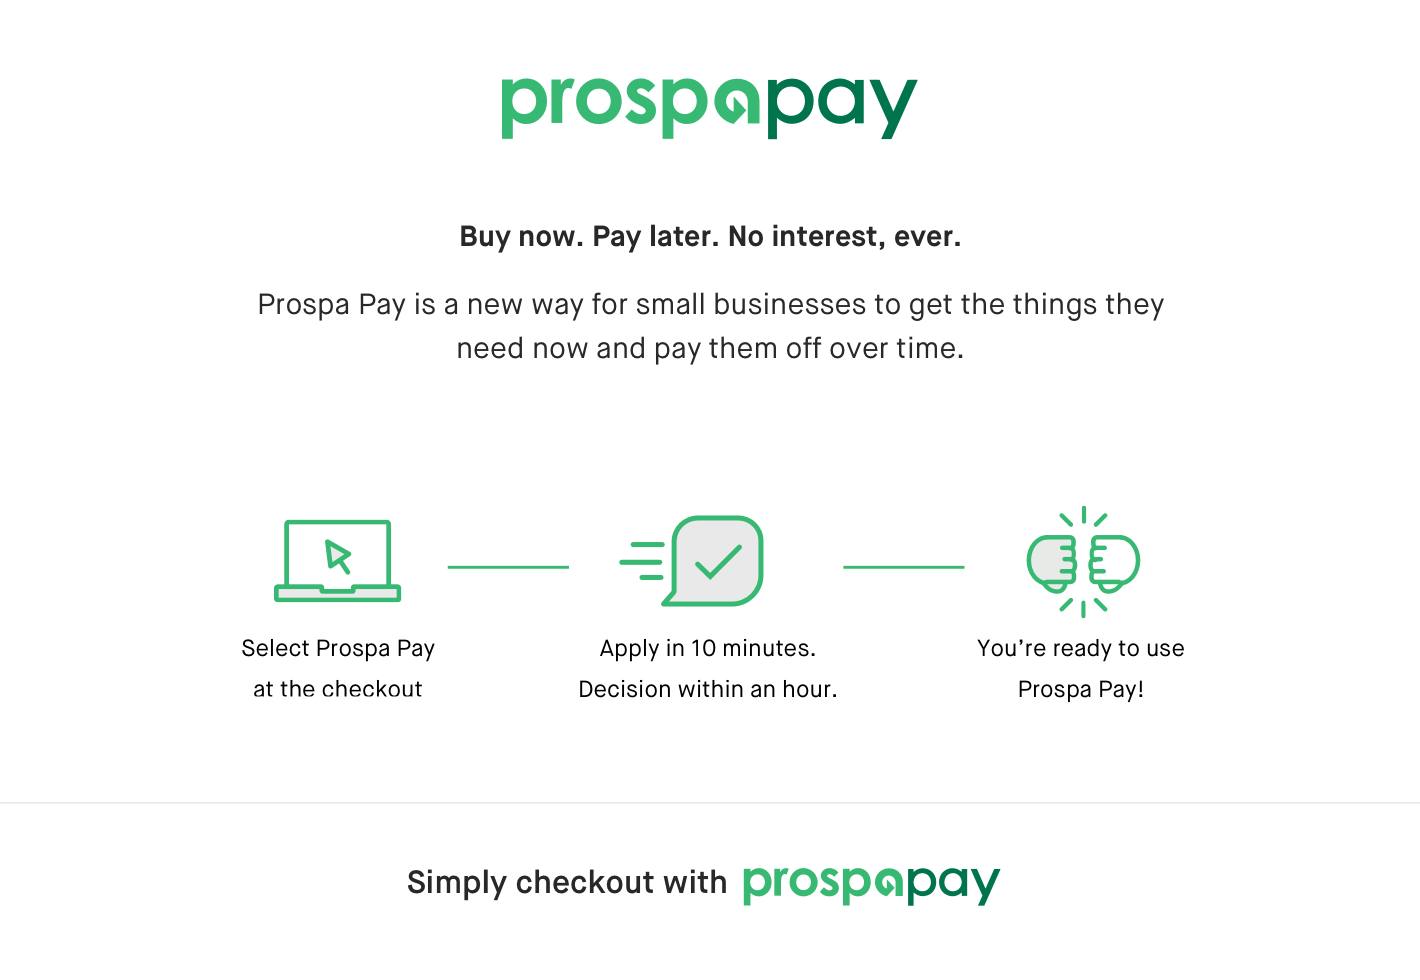 prospapay
Buy now. Pay later. No interest, ever.
Prospa Pay is a new way for small businesses to get the things they
need now and pay them off over time.
Select Prospa Pay
at the checkout
Apply in 10 minutes.
Decision within an hour.
You’re ready to use
Prospa Pay!
Simply checkout with prospapay